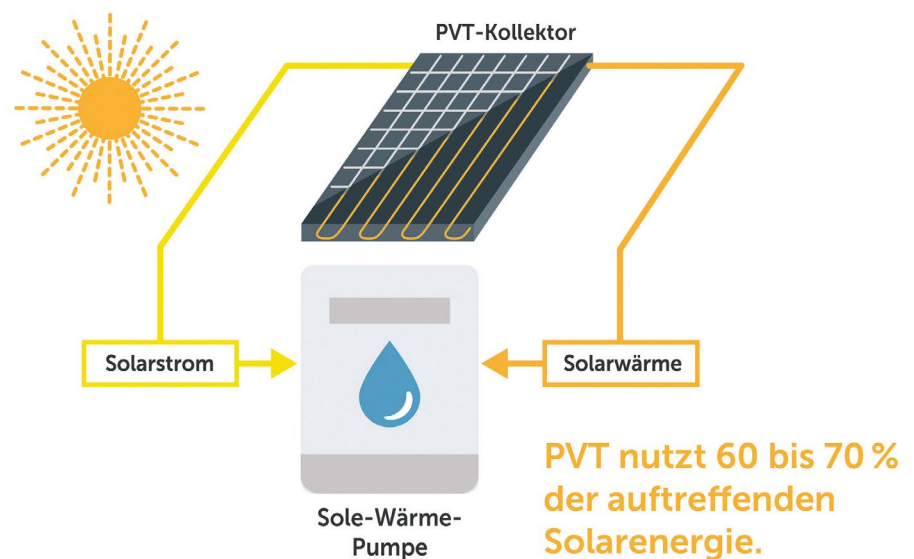 PVT-Kollektor
Solarstrom
Solarwärme
Sole-Wärme-
Pumpe
PVT nutzt 60 bis 70 %
der auftreffenden
Solarenergie.